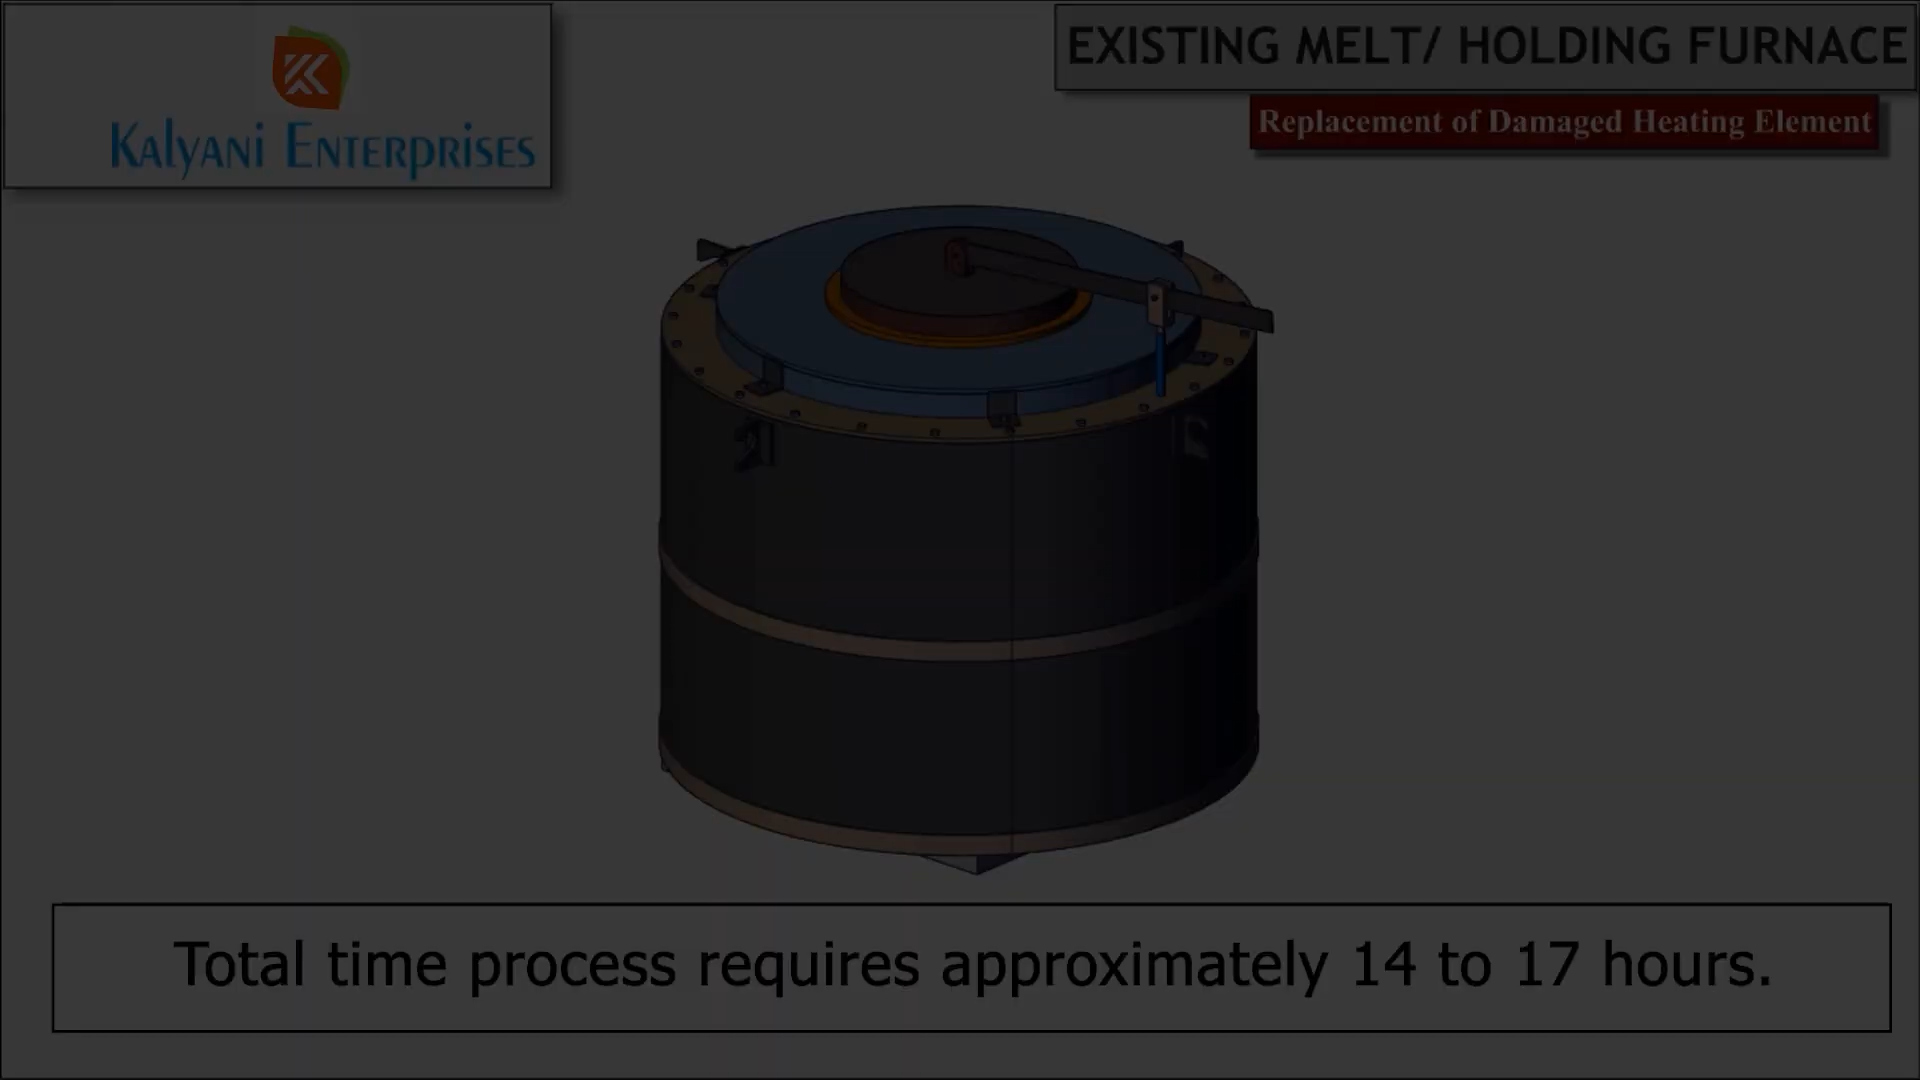 Kalyani Enterprises
EXISTING MELT/ HOLDING FURNACE
Replacement of Damaged Heating Element
Total time process requires approximately 14 to 17 hours.